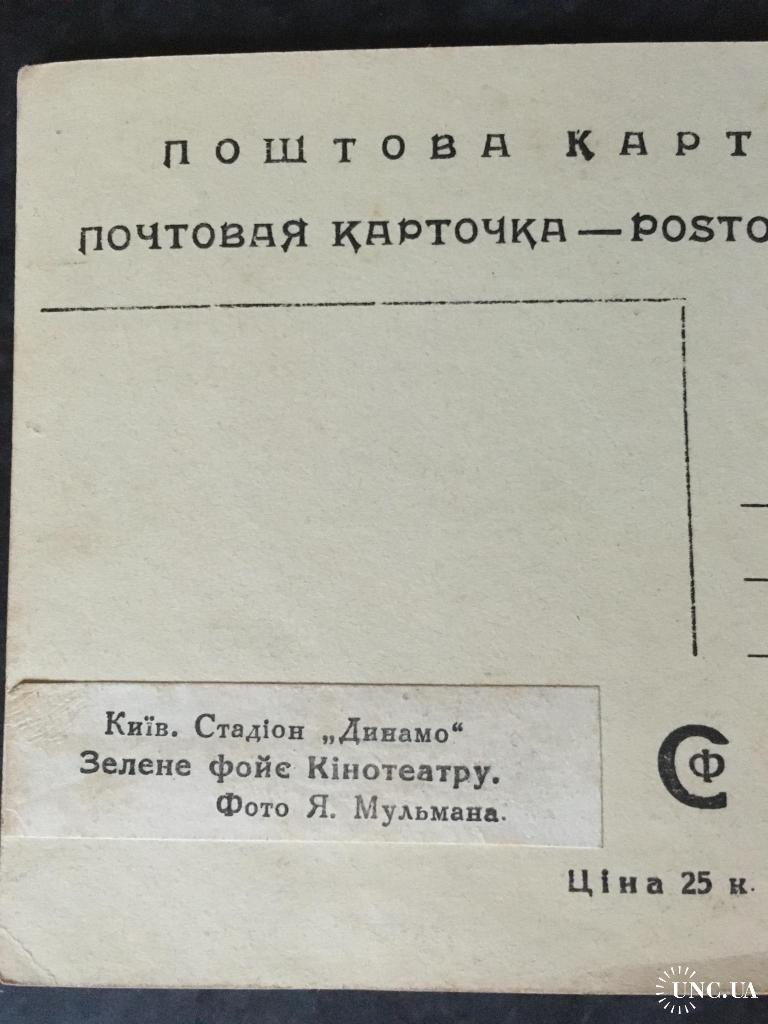 ПОШТОВА КАРТ
ПОЧТОВАЯ КАРТОЧКА — POSTO
Київ. Стадіон „Динамо“
Зелене фойє Кінотеатру.
Фото Я. Мульмана.
СФ
Ціна 25 к.
UNC.UA